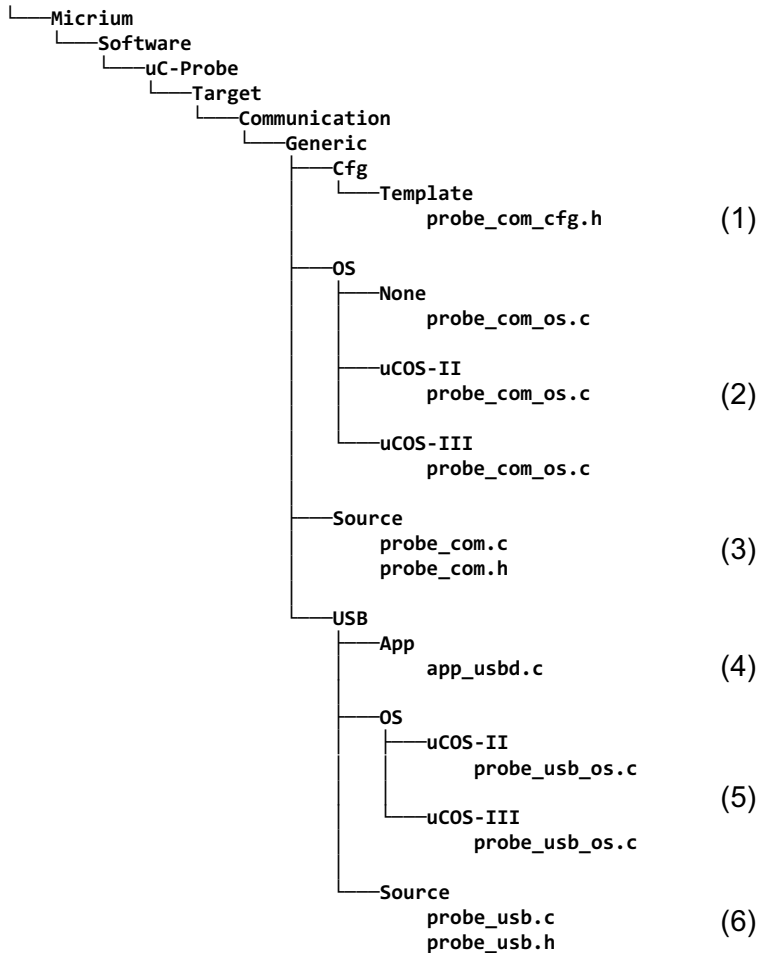 └───Micrium
└───Software
└───uC-Probe
└───Target
└───Communication
└───Generic
├───Cfg
└───Template
probe_com_cfg.h (1)
├───OS
├───None
probe_com_os.c
├───uCOS-II
probe_com_os.c (2)
└───uCOS-III
probe_com_os.c
├───Source
probe_com.c
probe_com.h (3)
└───USB
├───App
app_usbd.c (4)
├───OS
├───uCOS-II
probe_usb_os.c
(5)
└───uCOS-III
probe_usb_os.c
└───Source
probe_usb.c (6)
probe_usb.h